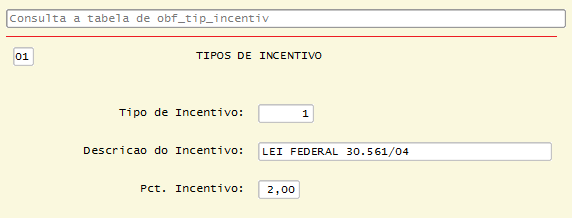 Consulta a tabela de obf_tip_incentiv
01 TIPOS DE INCENTIVO
Tipo de Incentivo: 1
Descricao do Incentivo: LEI FEDERAL 30.561/04
Pct. Incentivo: 2,00